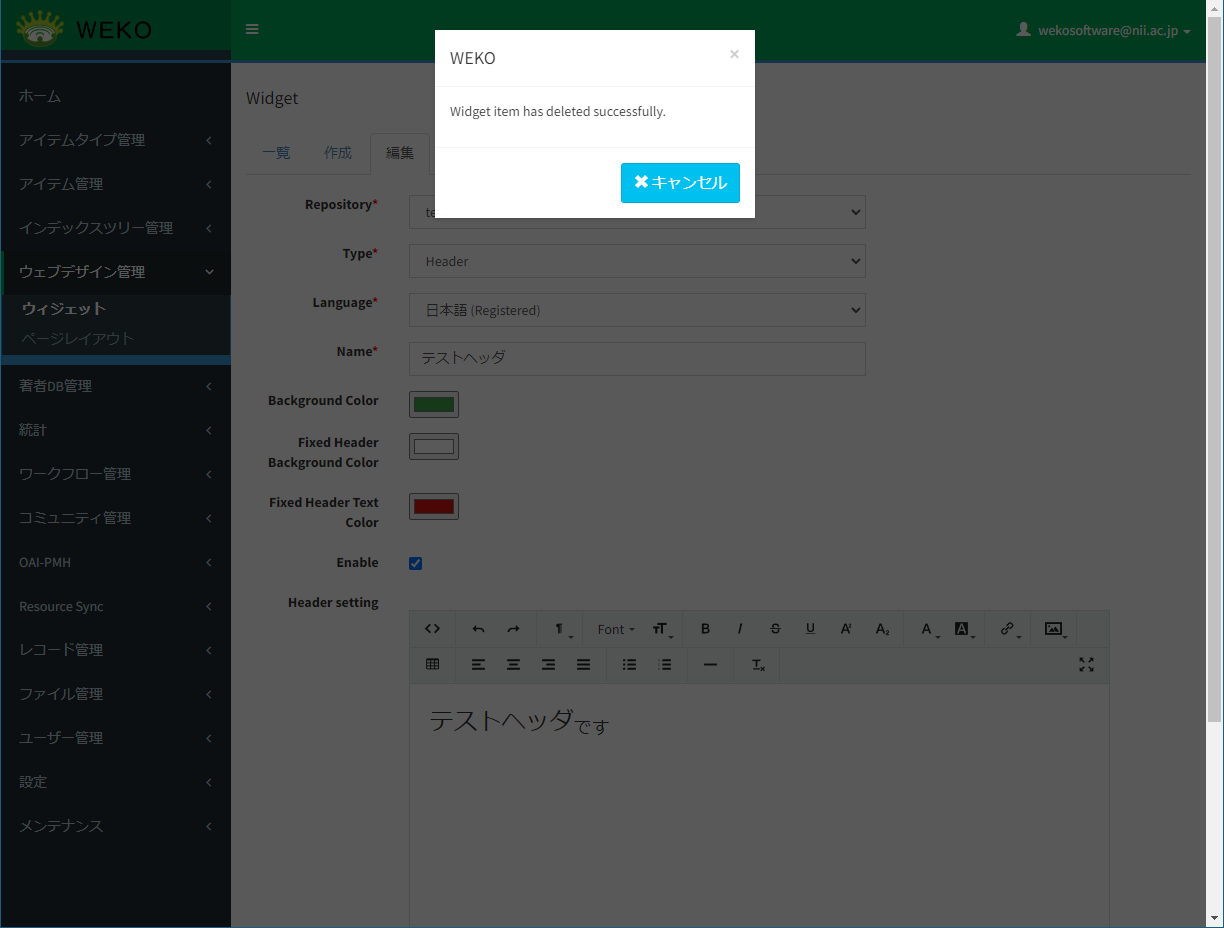 WEKO
wekosoftware@nii.ac.jp
ホーム
アイテムタイプ管理
アイテム管理
インデックスツリー管理
ウェブデザイン管理
ウィジェット
ページレイアウト
著者DB管理
統計
ワークフロー管理
コミュニティ管理
OAI-PMH
Resource Sync
レコード管理
ファイル管理
ユーザー管理
設定
メンテナンス
WEKO
×
Widget item has deleted successfully.
キャンセル
Widget
一覧 作成 編集
Repository*
Type* Header
Language* 日本語 (Registered)
Name* テストヘッダ
Background Color
Fixed Header
Background Color
Fixed Header Text
Color
Enable
Header setting
Font
テストヘッダです